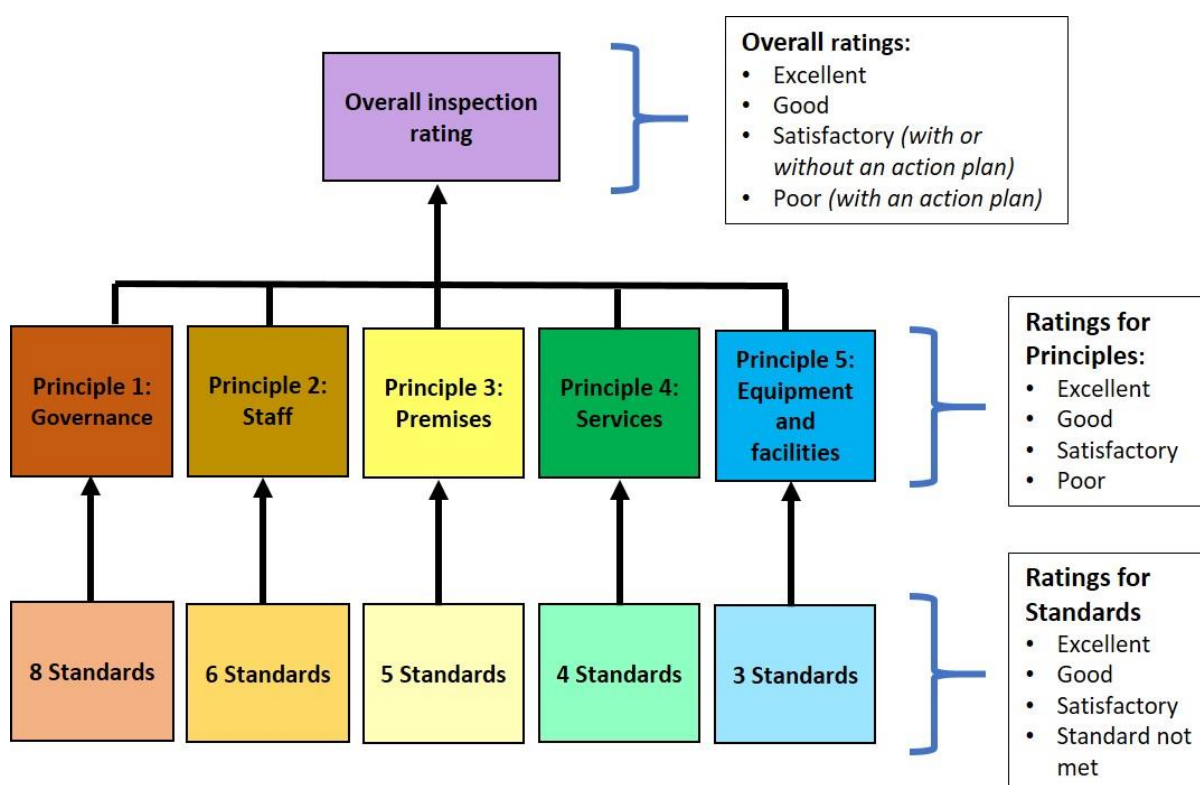 Overall inspection
rating
Overall ratings:
• Excellent
• Good
• Satisfactory (with or
without an action plan)
• Poor (with an action plan)
Principle 1:
Governance
Principle 2:
Staff
Principle 3:
Premises
Principle 4:
Services
Principle 5:
Equipment
and
facilities
Ratings for
Principles:
• Excellent
• Good
• Satisfactory
• Poor
8 Standards
6 Standards
5 Standards
4 Standards
3 Standards
Ratings for
Standards
• Excellent
• Good
• Satisfactory
• Standard not
met